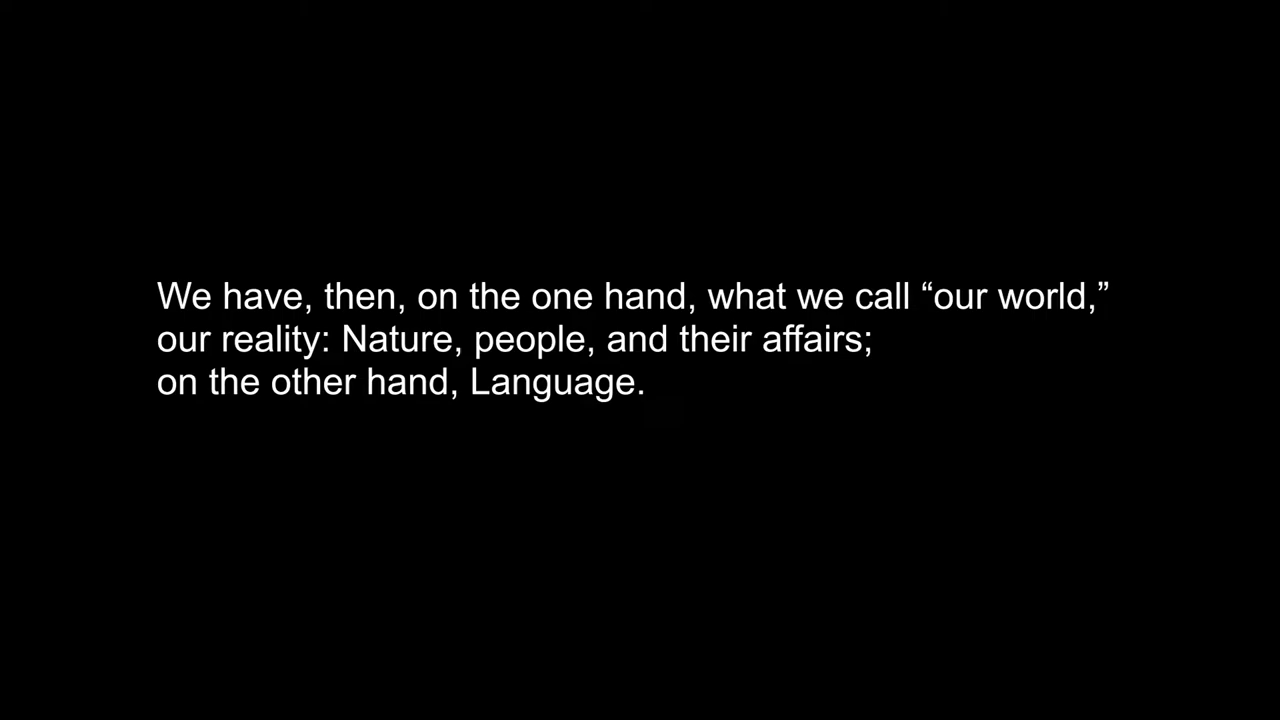 We have, then, on the one hand, what we call “our world,”
our reality: Nature, people, and their affairs;
on the other hand, Language.